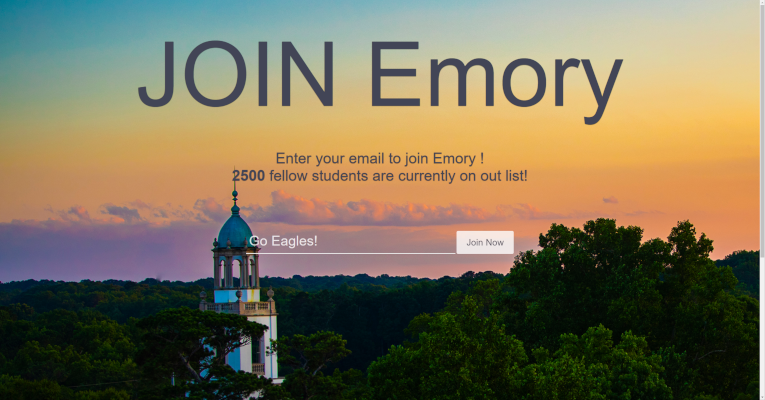 JOIN Emory
Enter your email to join Emory !
2500 fellow students are currently on out list!
Go Eagles!
Join Now